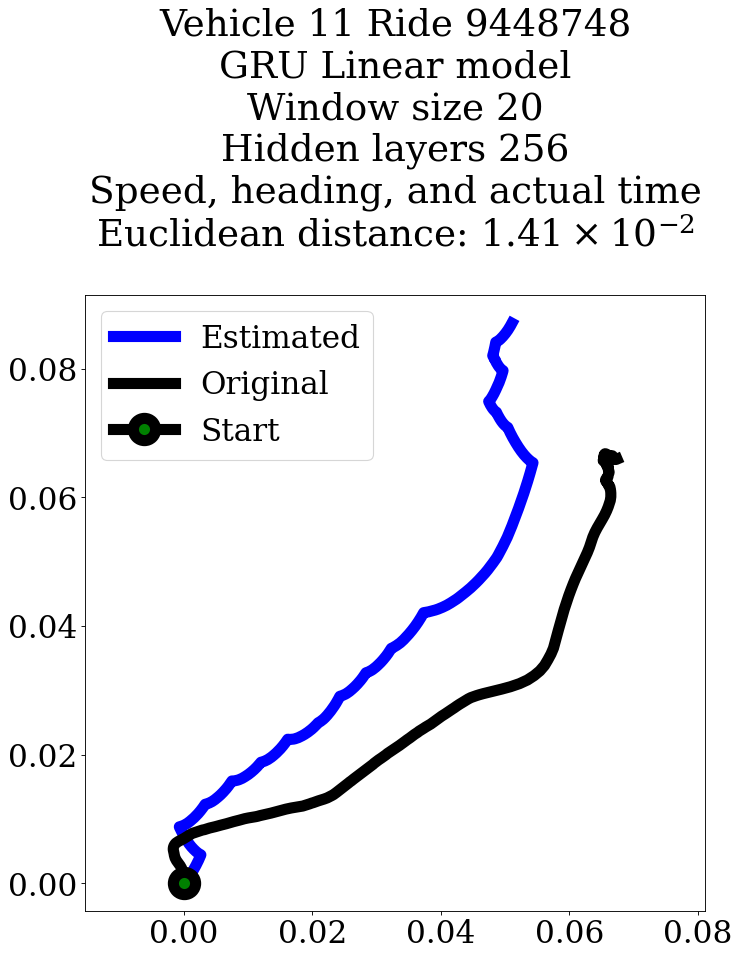 Vehicle 11 Ride 9448748
GRU Linear model
Window size 20
Hidden layers 256
Speed, heading, and actual time
Euclidean distance: 1.41 × 10⁻²
Estimated
Original
Start
0.08
0.06
0.04
0.02
0.00
0.00 0.02 0.04 0.06 0.08